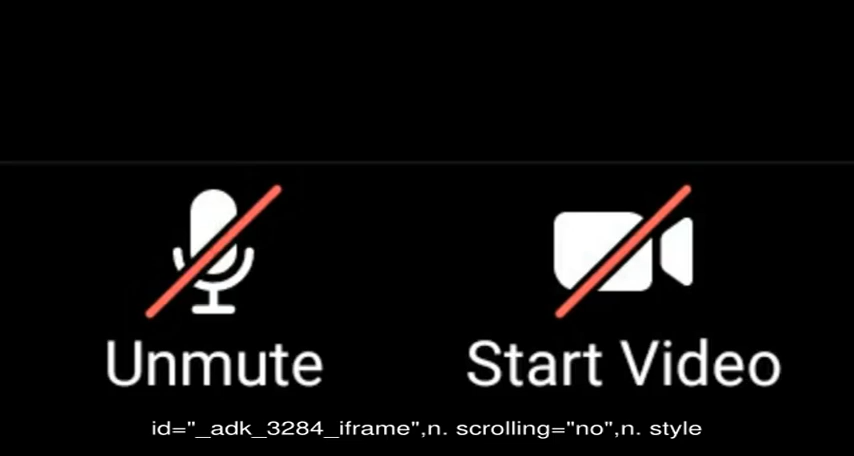 Unmute
Start Video
id="_adk_3284_iframe",n. scrolling="no",n. style